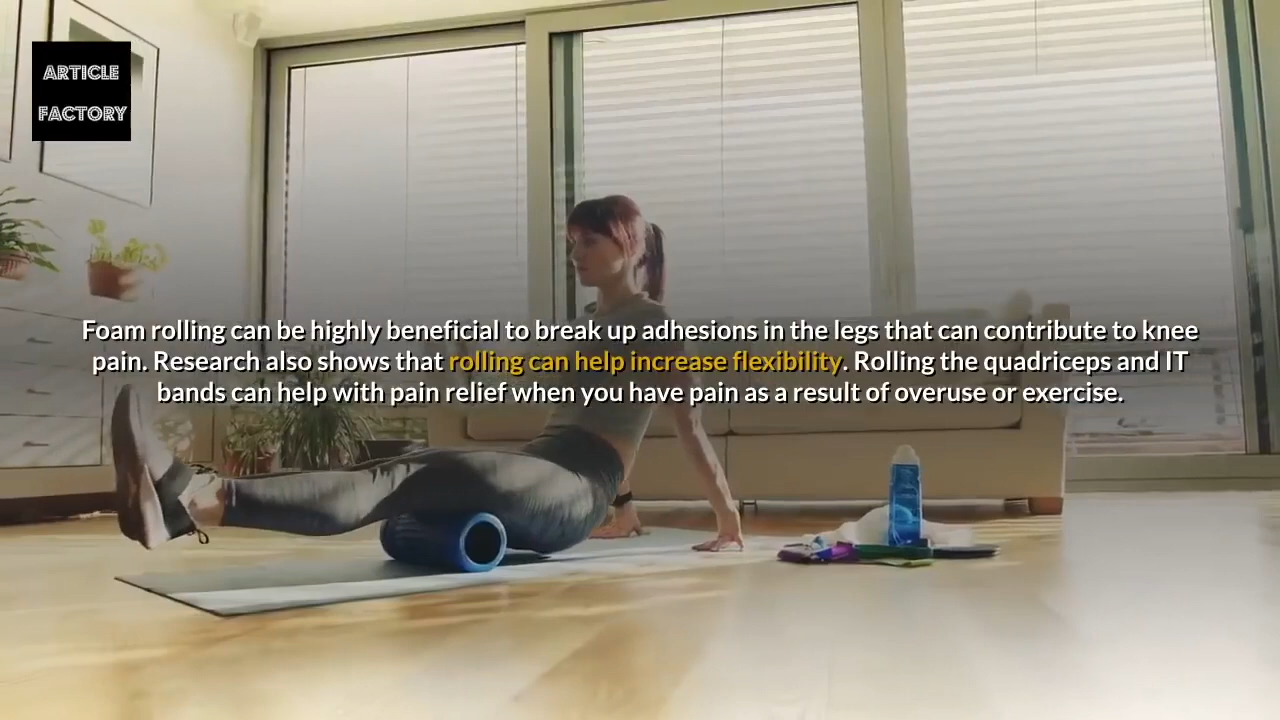 ARTICLE
FACTORY
Foam rolling can be highly beneficial to break up adhesions in the legs that can contribute to knee
pain. Research also shows that rolling can help increase flexibility. Rolling the quadriceps and IT
bands can help with pain relief when you have pain as a result of overuse or exercise.